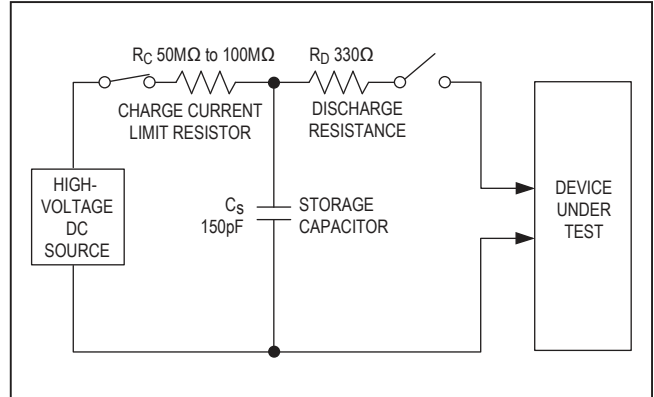 R_C 50MΩ to 100MΩ
CHARGE CURRENT
LIMIT RESISTOR
R_D 330Ω
DISCHARGE
RESISTANCE
HIGH-
VOLTAGE
DC
SOURCE
C_S
150pF
STORAGE
CAPACITOR
DEVICE
UNDER
TEST